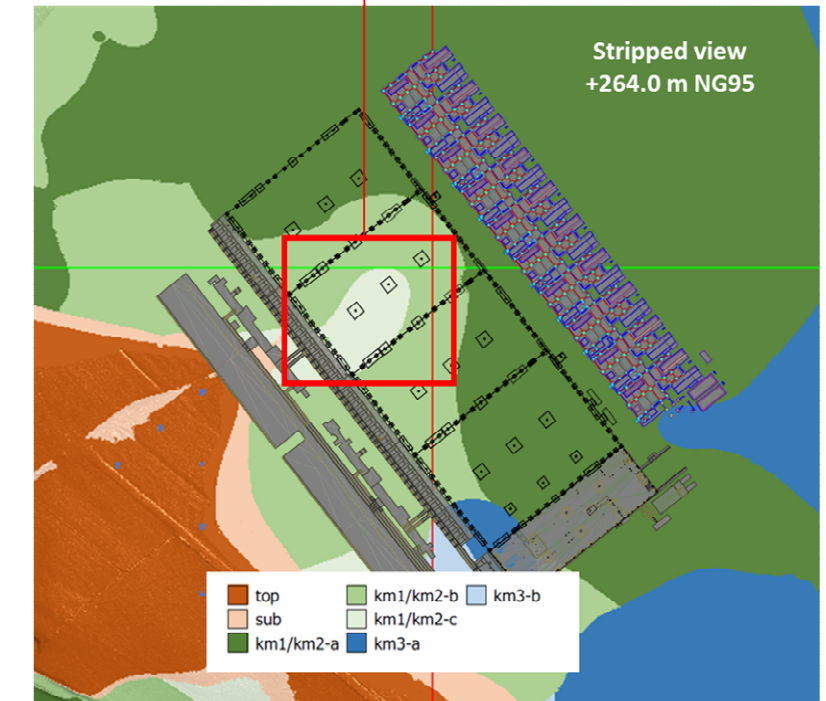 Stripped view
+264.0 m NG95
top
km1/km2-b
km3-b
sub
km1/km2-c
km1/km2-a
km3-a